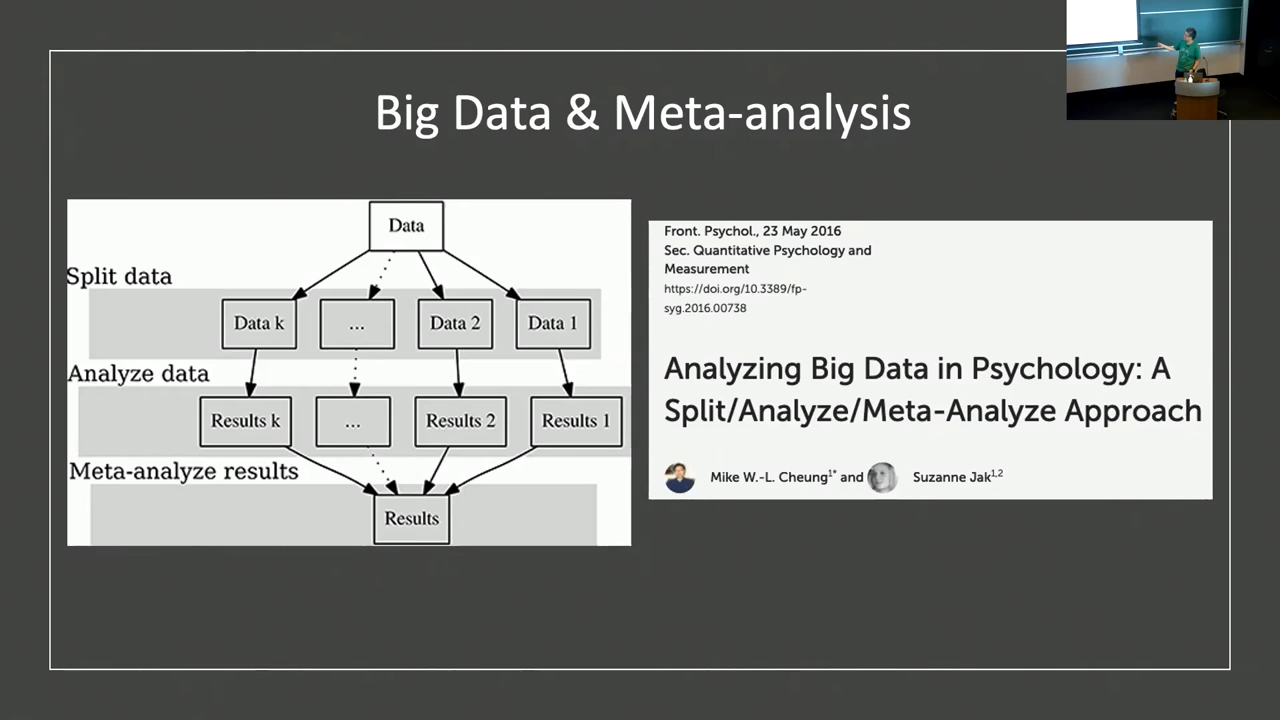 Big Data & Meta-analysis
Data
Split data
Data k
...
Data 2
Data 1
Analyze data
Results k
...
Results 2
Results 1
Meta-analyze results
Results
Front. Psychol., 23 May 2016
Sec. Quantitative Psychology and
Measurement
https://doi.org/10.3389/fp-
syg.2016.00738
Analyzing Big Data in Psychology: A
Split/Analyze/Meta-Analyze Approach
Mike W.-L. Cheung1* and Suzanne Jak1,2